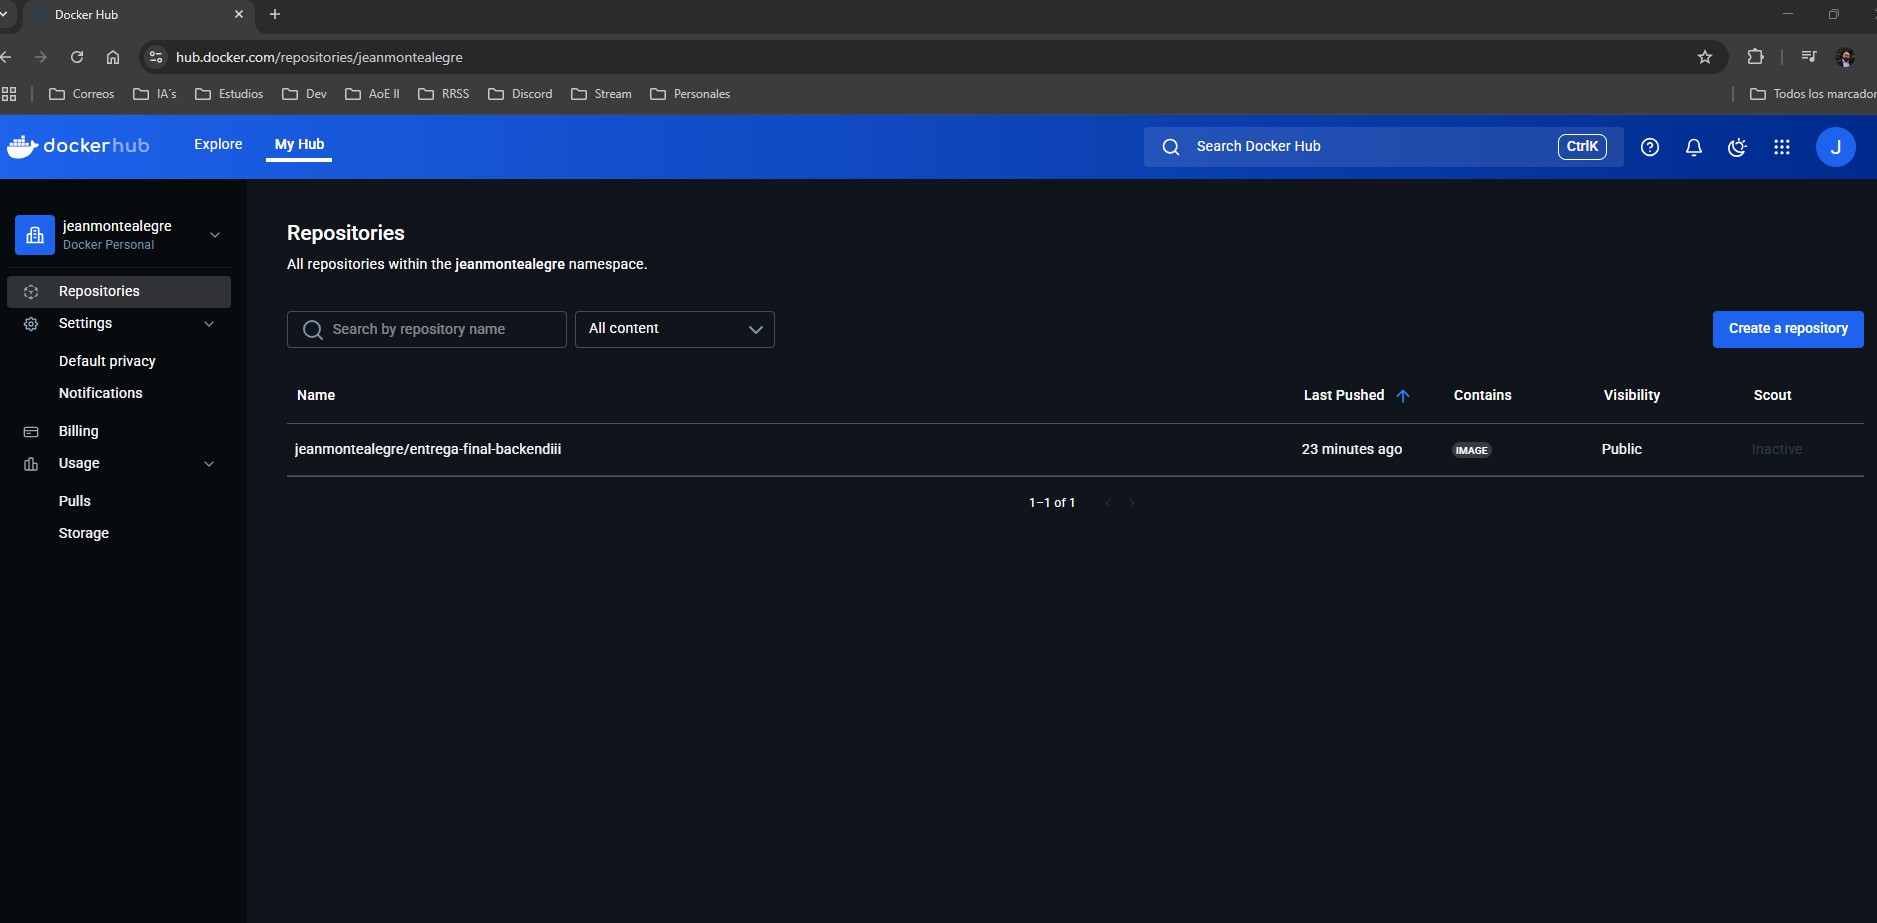 Docker Hub
hub.docker.com/repositories/jeanmontealegre
Correos IA´s Estudios Dev AoE II RRSS Discord Stream Personales Todos los marcador
dockerhub Explore My Hub Search Docker Hub CtrlK J
jeanmontealegre
Docker Personal
Repositories
Settings
Default privacy
Notifications
Billing
Usage
Pulls
Storage
Repositories
All repositories within the jeanmontealegre namespace.
Search by repository name All content Create a repository
Name Last Pushed Contains Visibility Scout
jeanmontealegre/entrega-final-backendiii 23 minutes ago IMAGE Public Inactive
1–1 of 1